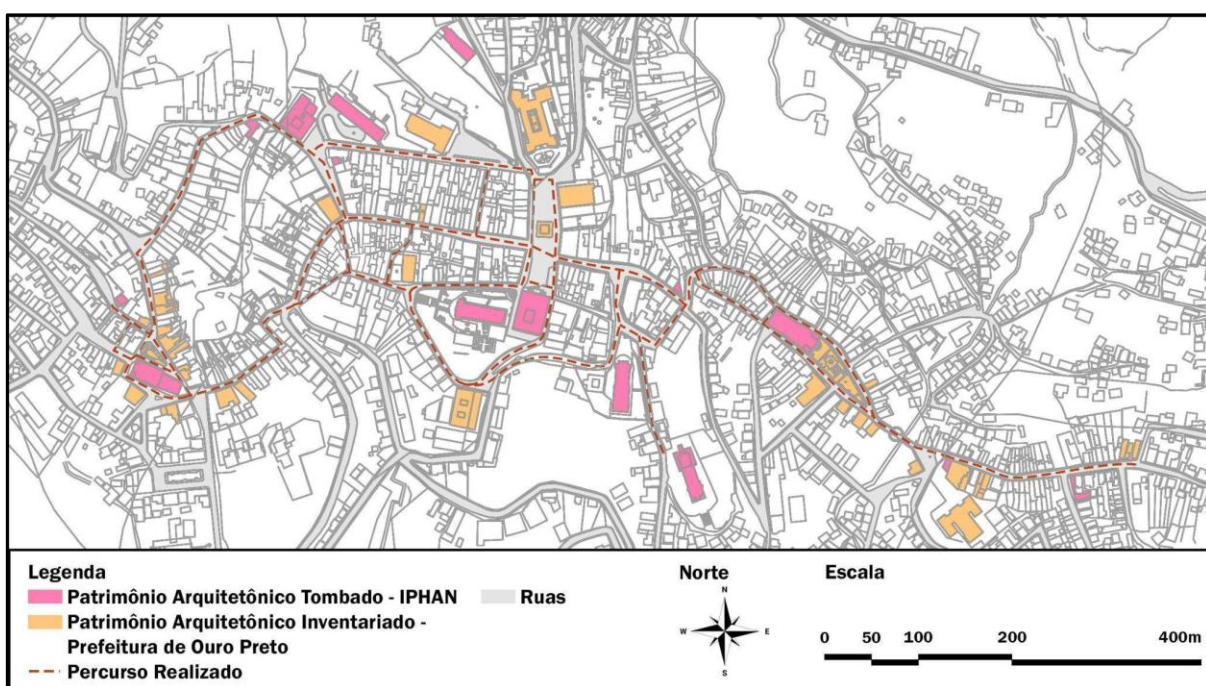 Legenda
Patrimônio Arquitetônico Tombado - IPHAN
Patrimônio Arquitetônico Inventariado -
Prefeitura de Ouro Preto
Percurso Realizado
Ruas
Norte
N
W E
S
Escala
0 50 100 200 400m